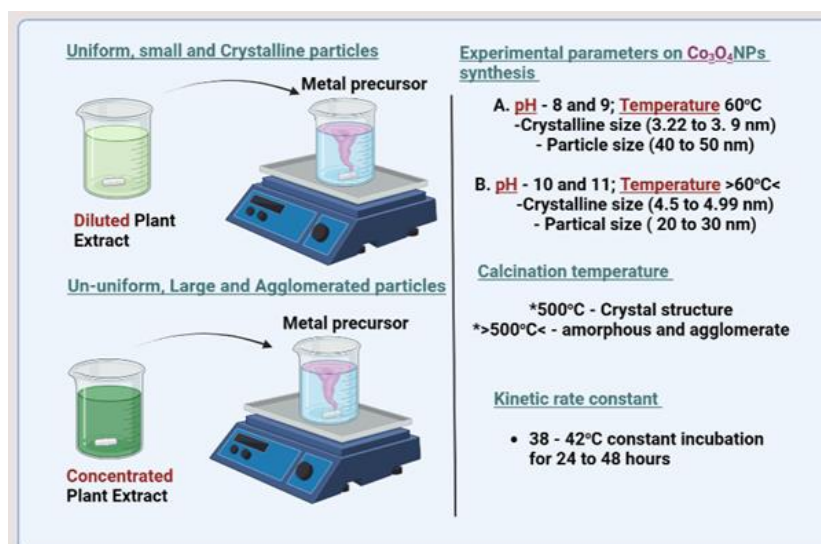 Uniform, small and Crystalline particles
Metal precursor
Diluted Plant
Extract
Un-uniform, Large and Agglomerated particles
Metal precursor
Concentrated
Plant Extract
Experimental parameters on Co₃O₄NPs
synthesis
A. pH - 8 and 9; Temperature 60°C
-Crystalline size (3.22 to 3. 9 nm)
- Particle size (40 to 50 nm)
B. pH - 10 and 11; Temperature >60°C<
-Crystalline size (4.5 to 4.99 nm)
- Partical size ( 20 to 30 nm)
Calcination temperature
*500°C - Crystal structure
*>500°C< - amorphous and agglomerate
Kinetic rate constant
• 38 - 42°C constant incubation
for 24 to 48 hours